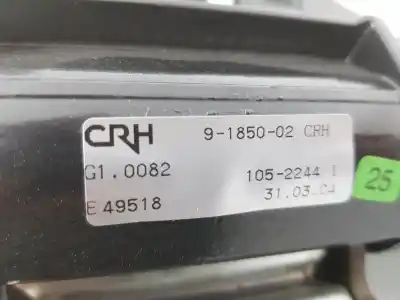 CRH 9-1850-02 CRH
G1.0082 105-2244 1
E 49518 31.03.04
25